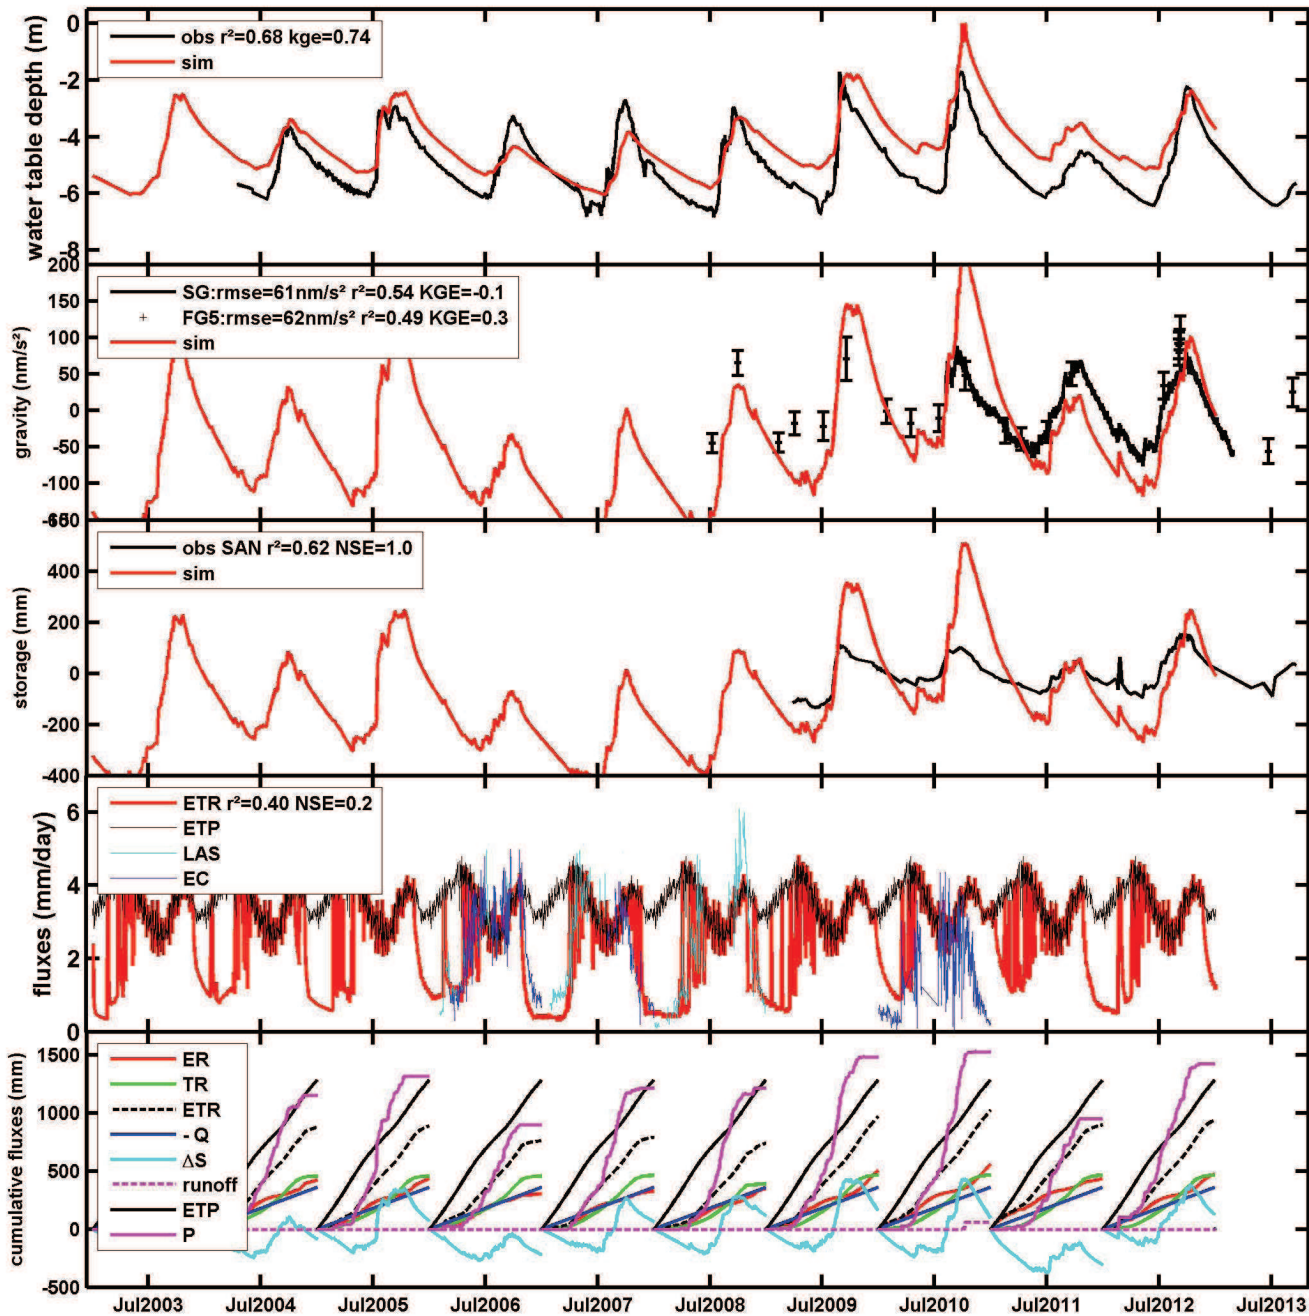 0
-2
-4
-6
-8
water table depth (m)
obs r²=0.68 kge=0.74
sim
200
150
100
50
0
-50
-100
gravity (nm/s²)
SG:rmse=61nm/s² r²=0.54 KGE=-0.1
FG5:rmse=62nm/s² r²=0.49 KGE=0.3
sim
400
200
0
-200
-400
storage (mm)
obs SAN r²=0.62 NSE=1.0
sim
6
4
2
0
fluxes (mm/day)
ETR r²=0.40 NSE=0.2
ETP
LAS
EC
1500
1000
500
0
-500
cumulative fluxes (mm)
ER
TR
ETR
- Q
ΔS
runoff
ETP
P
Jul2003 Jul2004 Jul2005 Jul2006 Jul2007 Jul2008 Jul2009 Jul2010 Jul2011 Jul2012 Jul2013